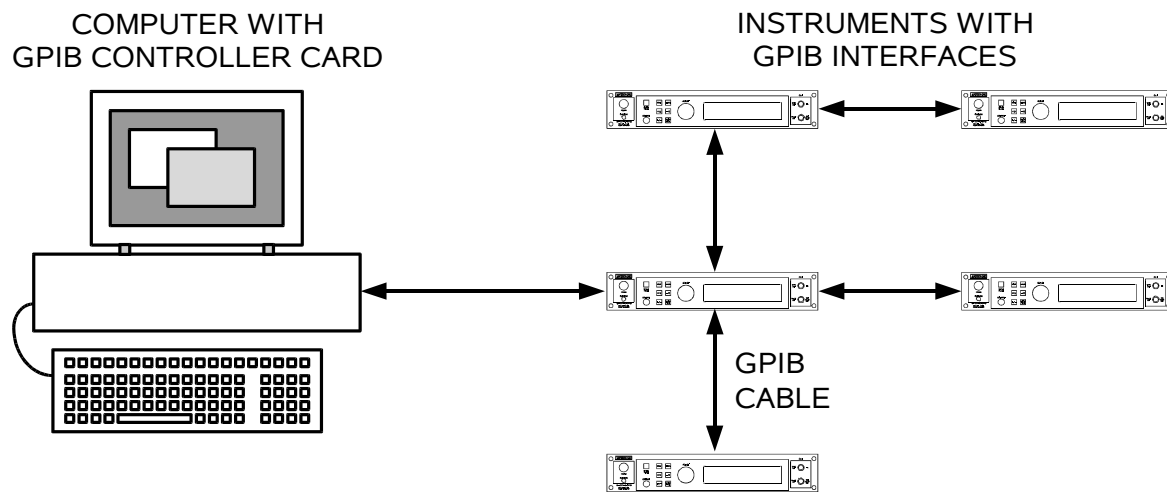 COMPUTER WITH
GPIB CONTROLLER CARD
INSTRUMENTS WITH
GPIB INTERFACES
GPIB
CABLE